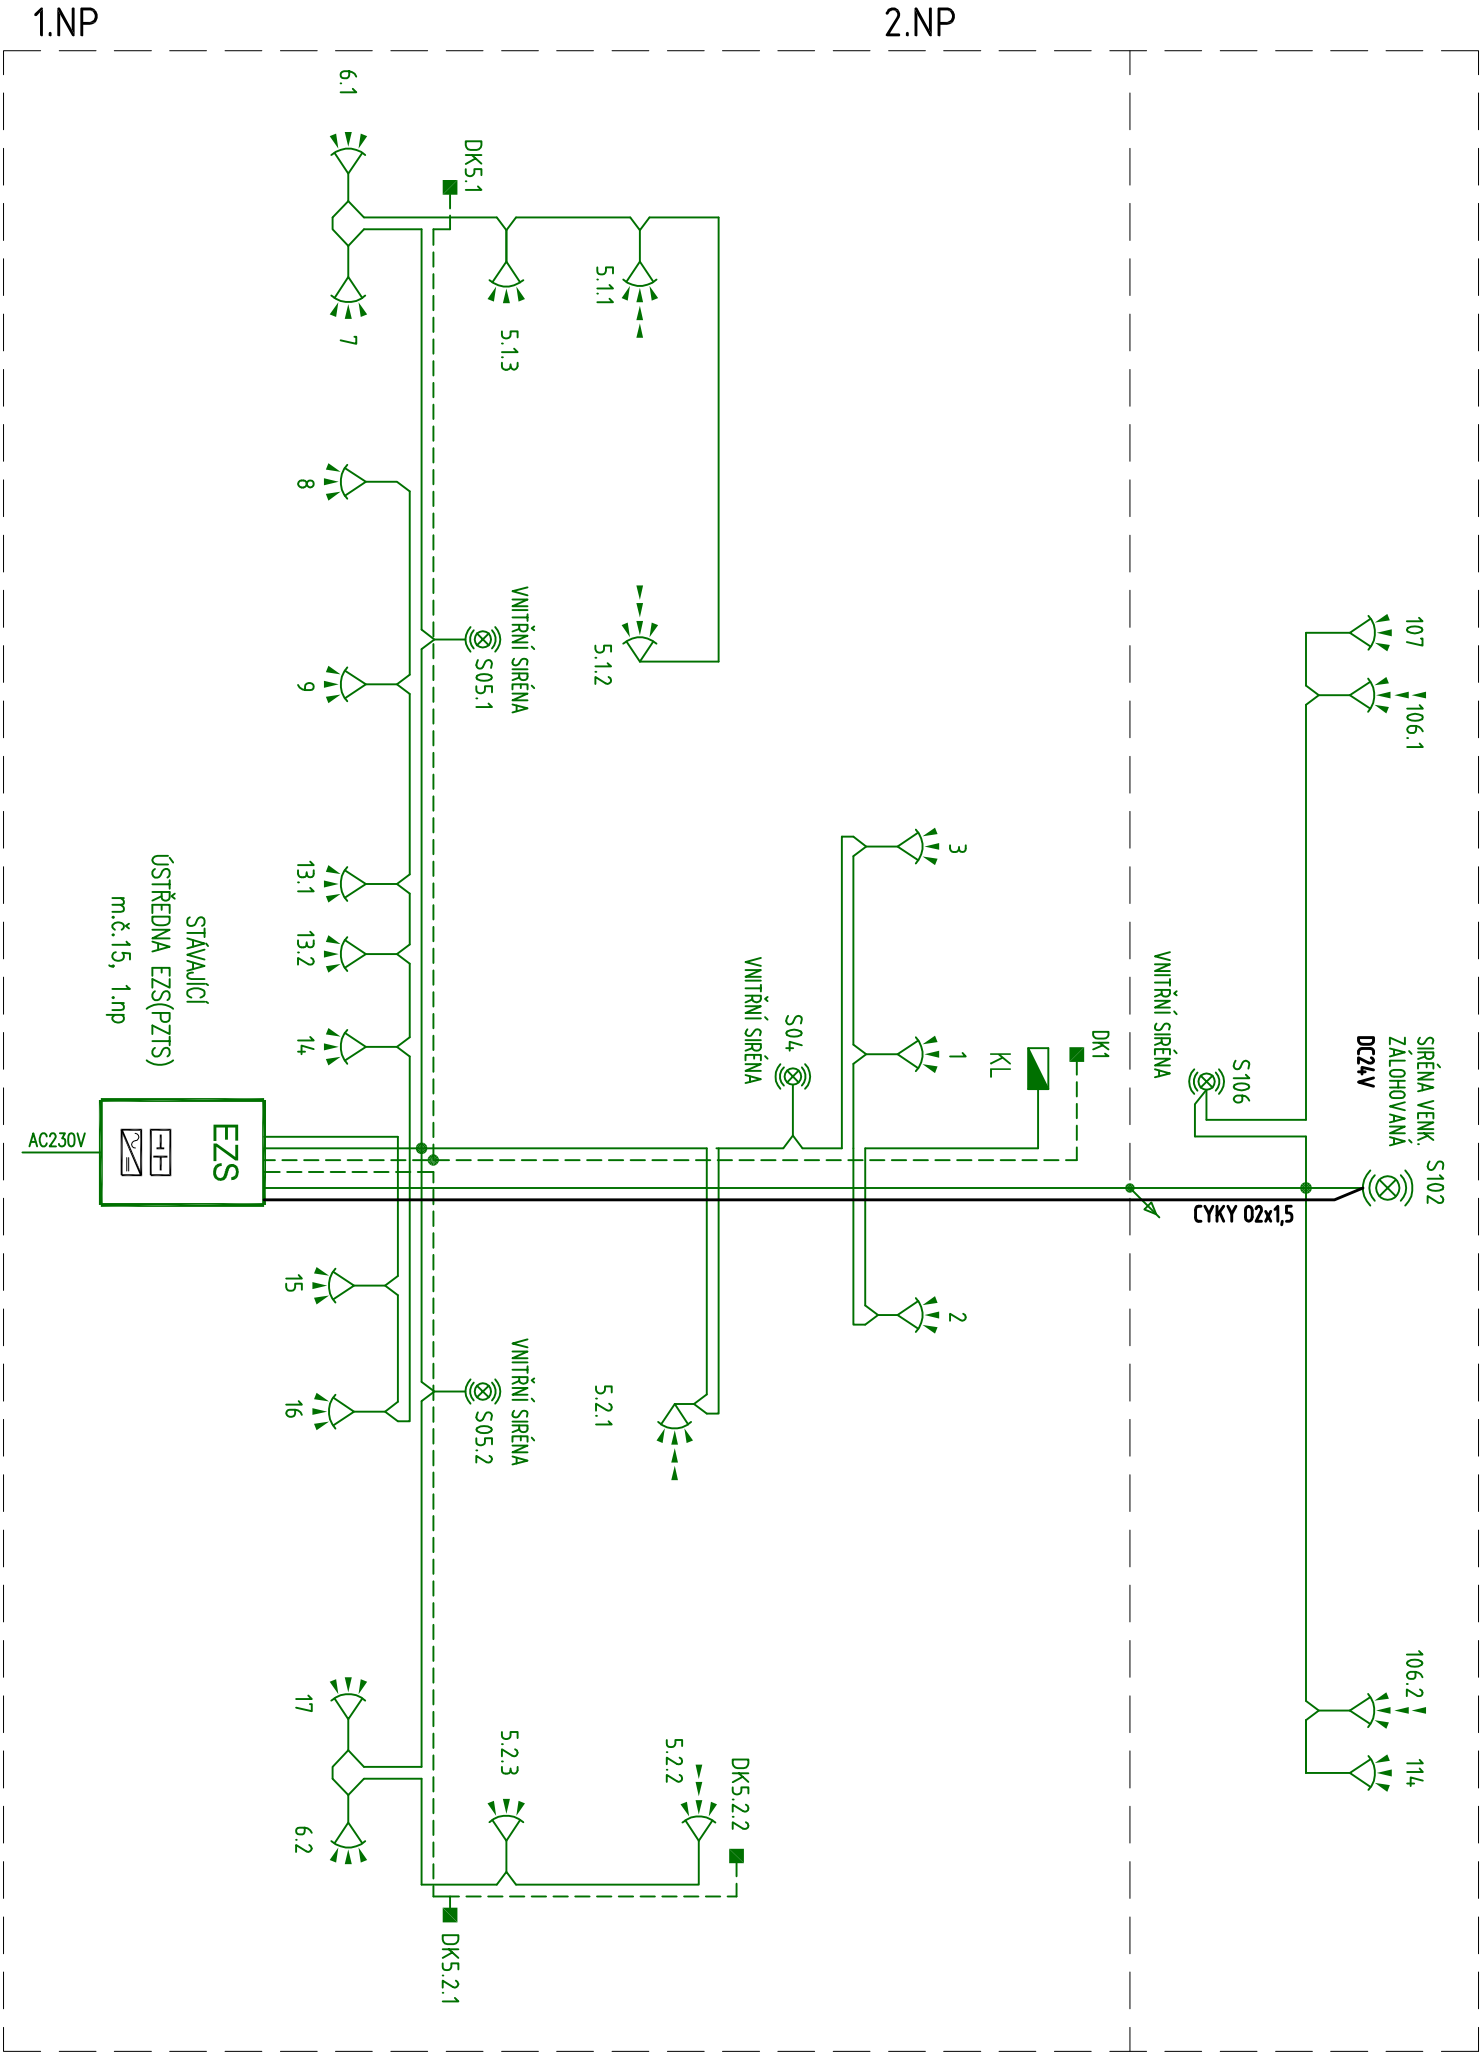 1.NP
2.NP
6.1
DK5.1
7
5.1.3
5.1.1
5.1.2
8
VNITŘNÍ SIRÉNA
S05.1
9
13.1
13.2
14
STÁVAJÍCÍ
ÚSTŘEDNA EZS(PZTS)
m.č.15, 1.np
AC230V
EZS
15
16
VNITŘNÍ SIRÉNA
S05.2
5.2.1
3
1
2
KL
DK1
S04
VNITŘNÍ SIRÉNA
107
106.1
VNITŘNÍ SIRÉNA
S106
SIRÉNA VENK.
ZÁLOHOVANÁ
DC24V
S102
CYKY O2x1,5
106.2
114
17
6.2
5.2.3
5.2.2
DK5.2.2
DK5.2.1